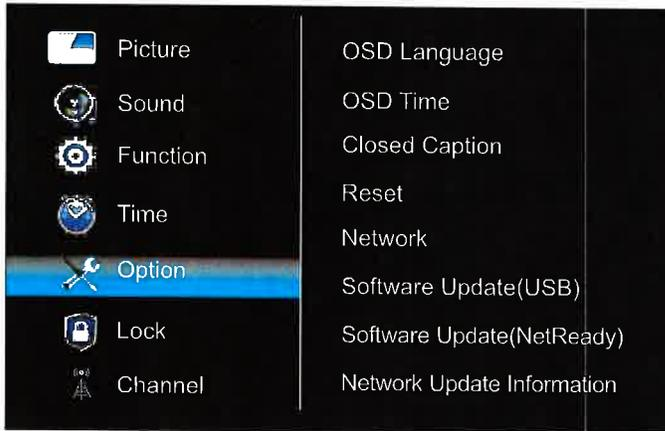 Picture
Sound
Function
Time
Option
Lock
Channel
OSD Language
OSD Time
Closed Caption
Reset
Network
Software Update(USB)
Software Update(NetReady)
Network Update Information